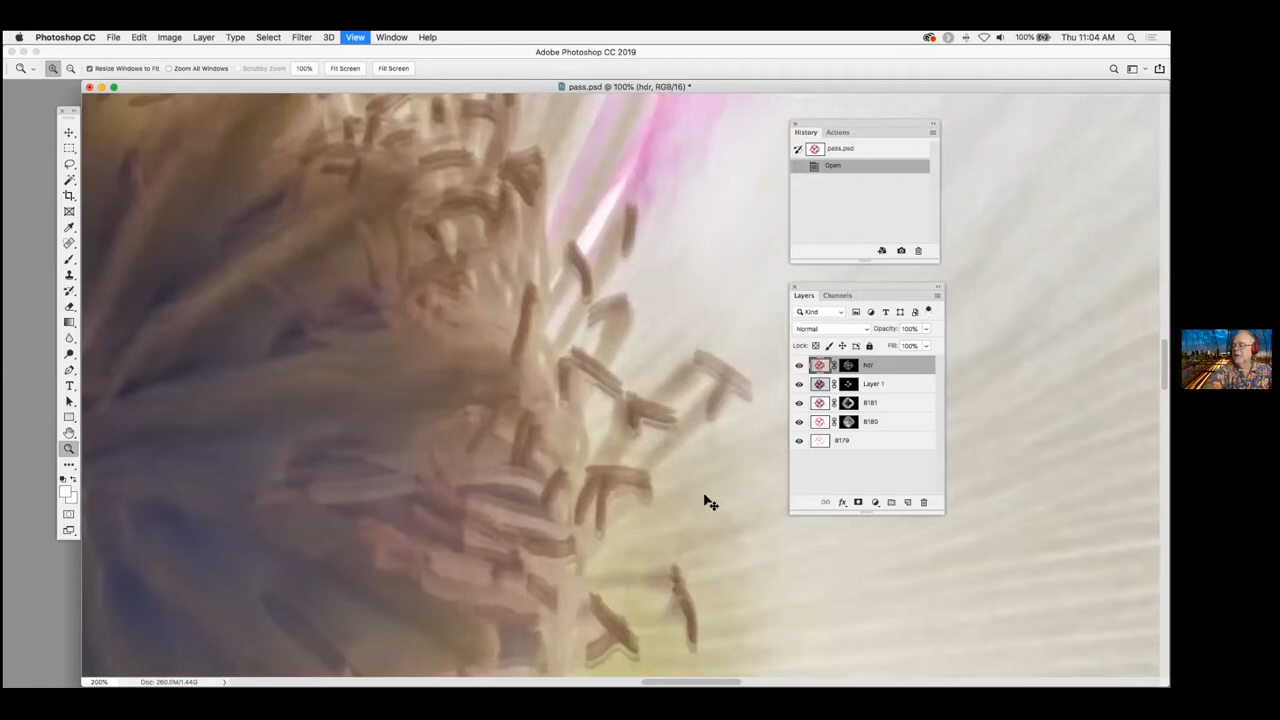 Photoshop CC File Edit Image Layer Type Select Filter 3D View Window Help 100% Thu 11:04 AM
Adobe Photoshop CC 2019
Resize Windows to Fit Zoom All Windows Scrubby Zoom 100% Fit Screen Fill Screen
pass.psd @ 100% (hdr, RGB/16) *
History Actions
pass.psd
Open
Layers Channels
Kind
Normal Opacity: 100%
Lock: Fill: 100%
hdr
Layer 1
8181
8180
8179
fx
200% Doc: 260.0M/1.44G